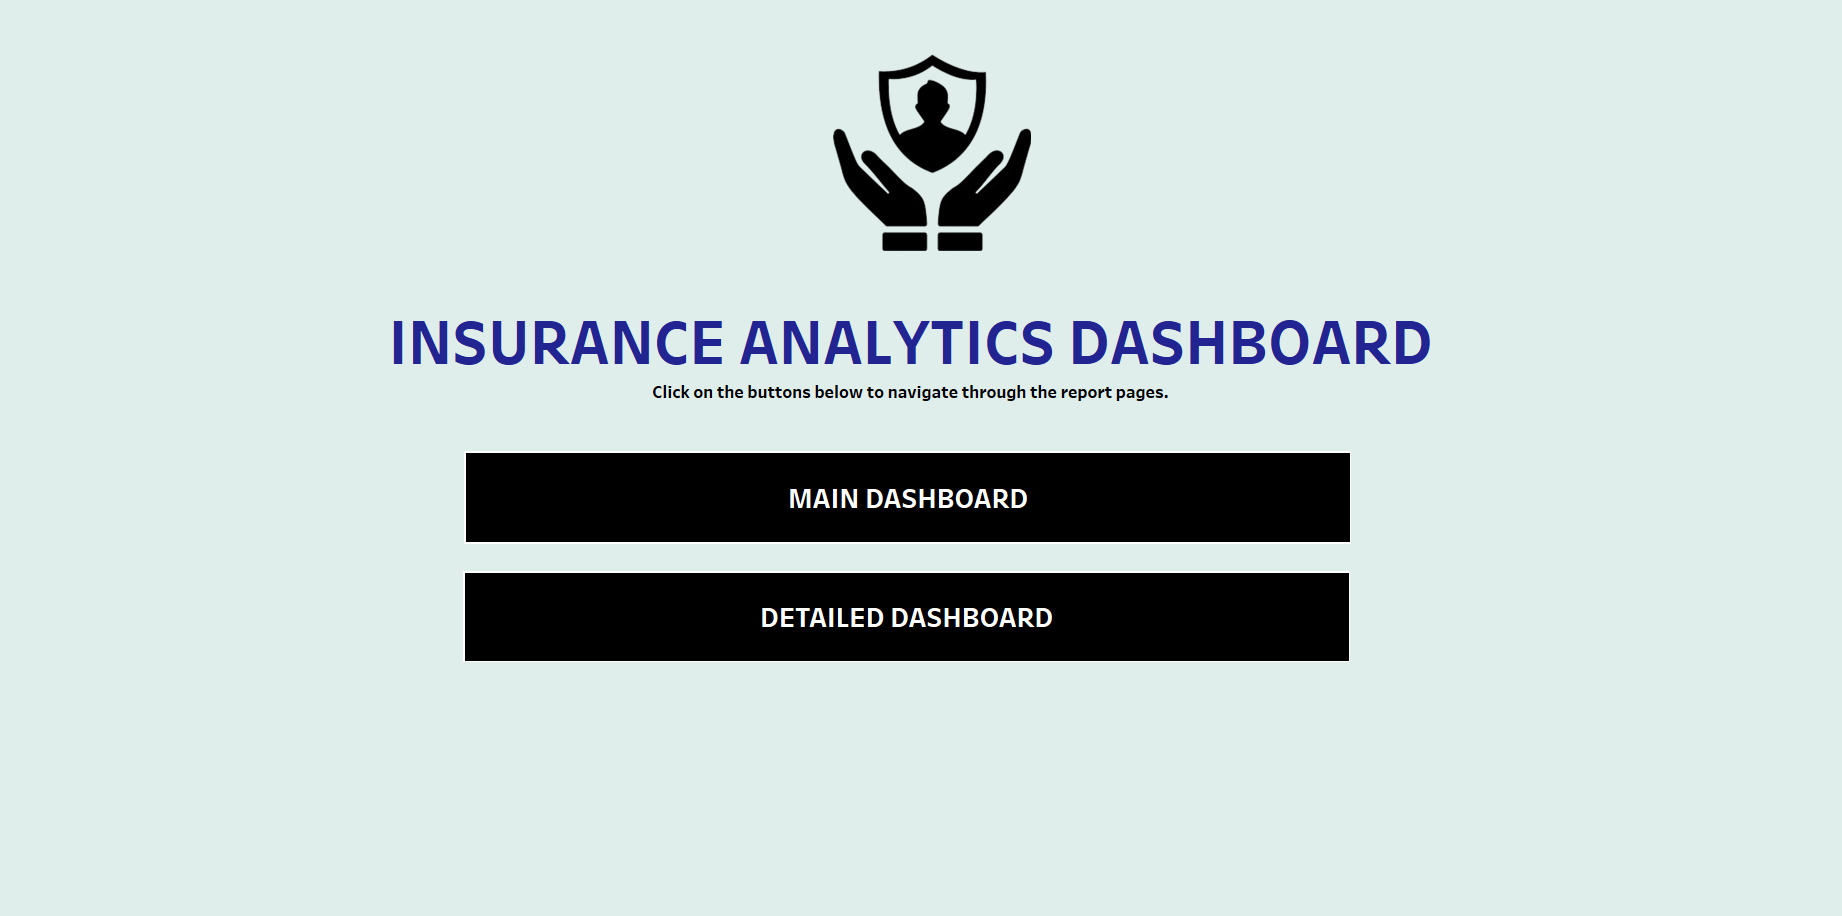 INSURANCE ANALYTICS DASHBOARD
Click on the buttons below to navigate through the report pages.
MAIN DASHBOARD
DETAILED DASHBOARD